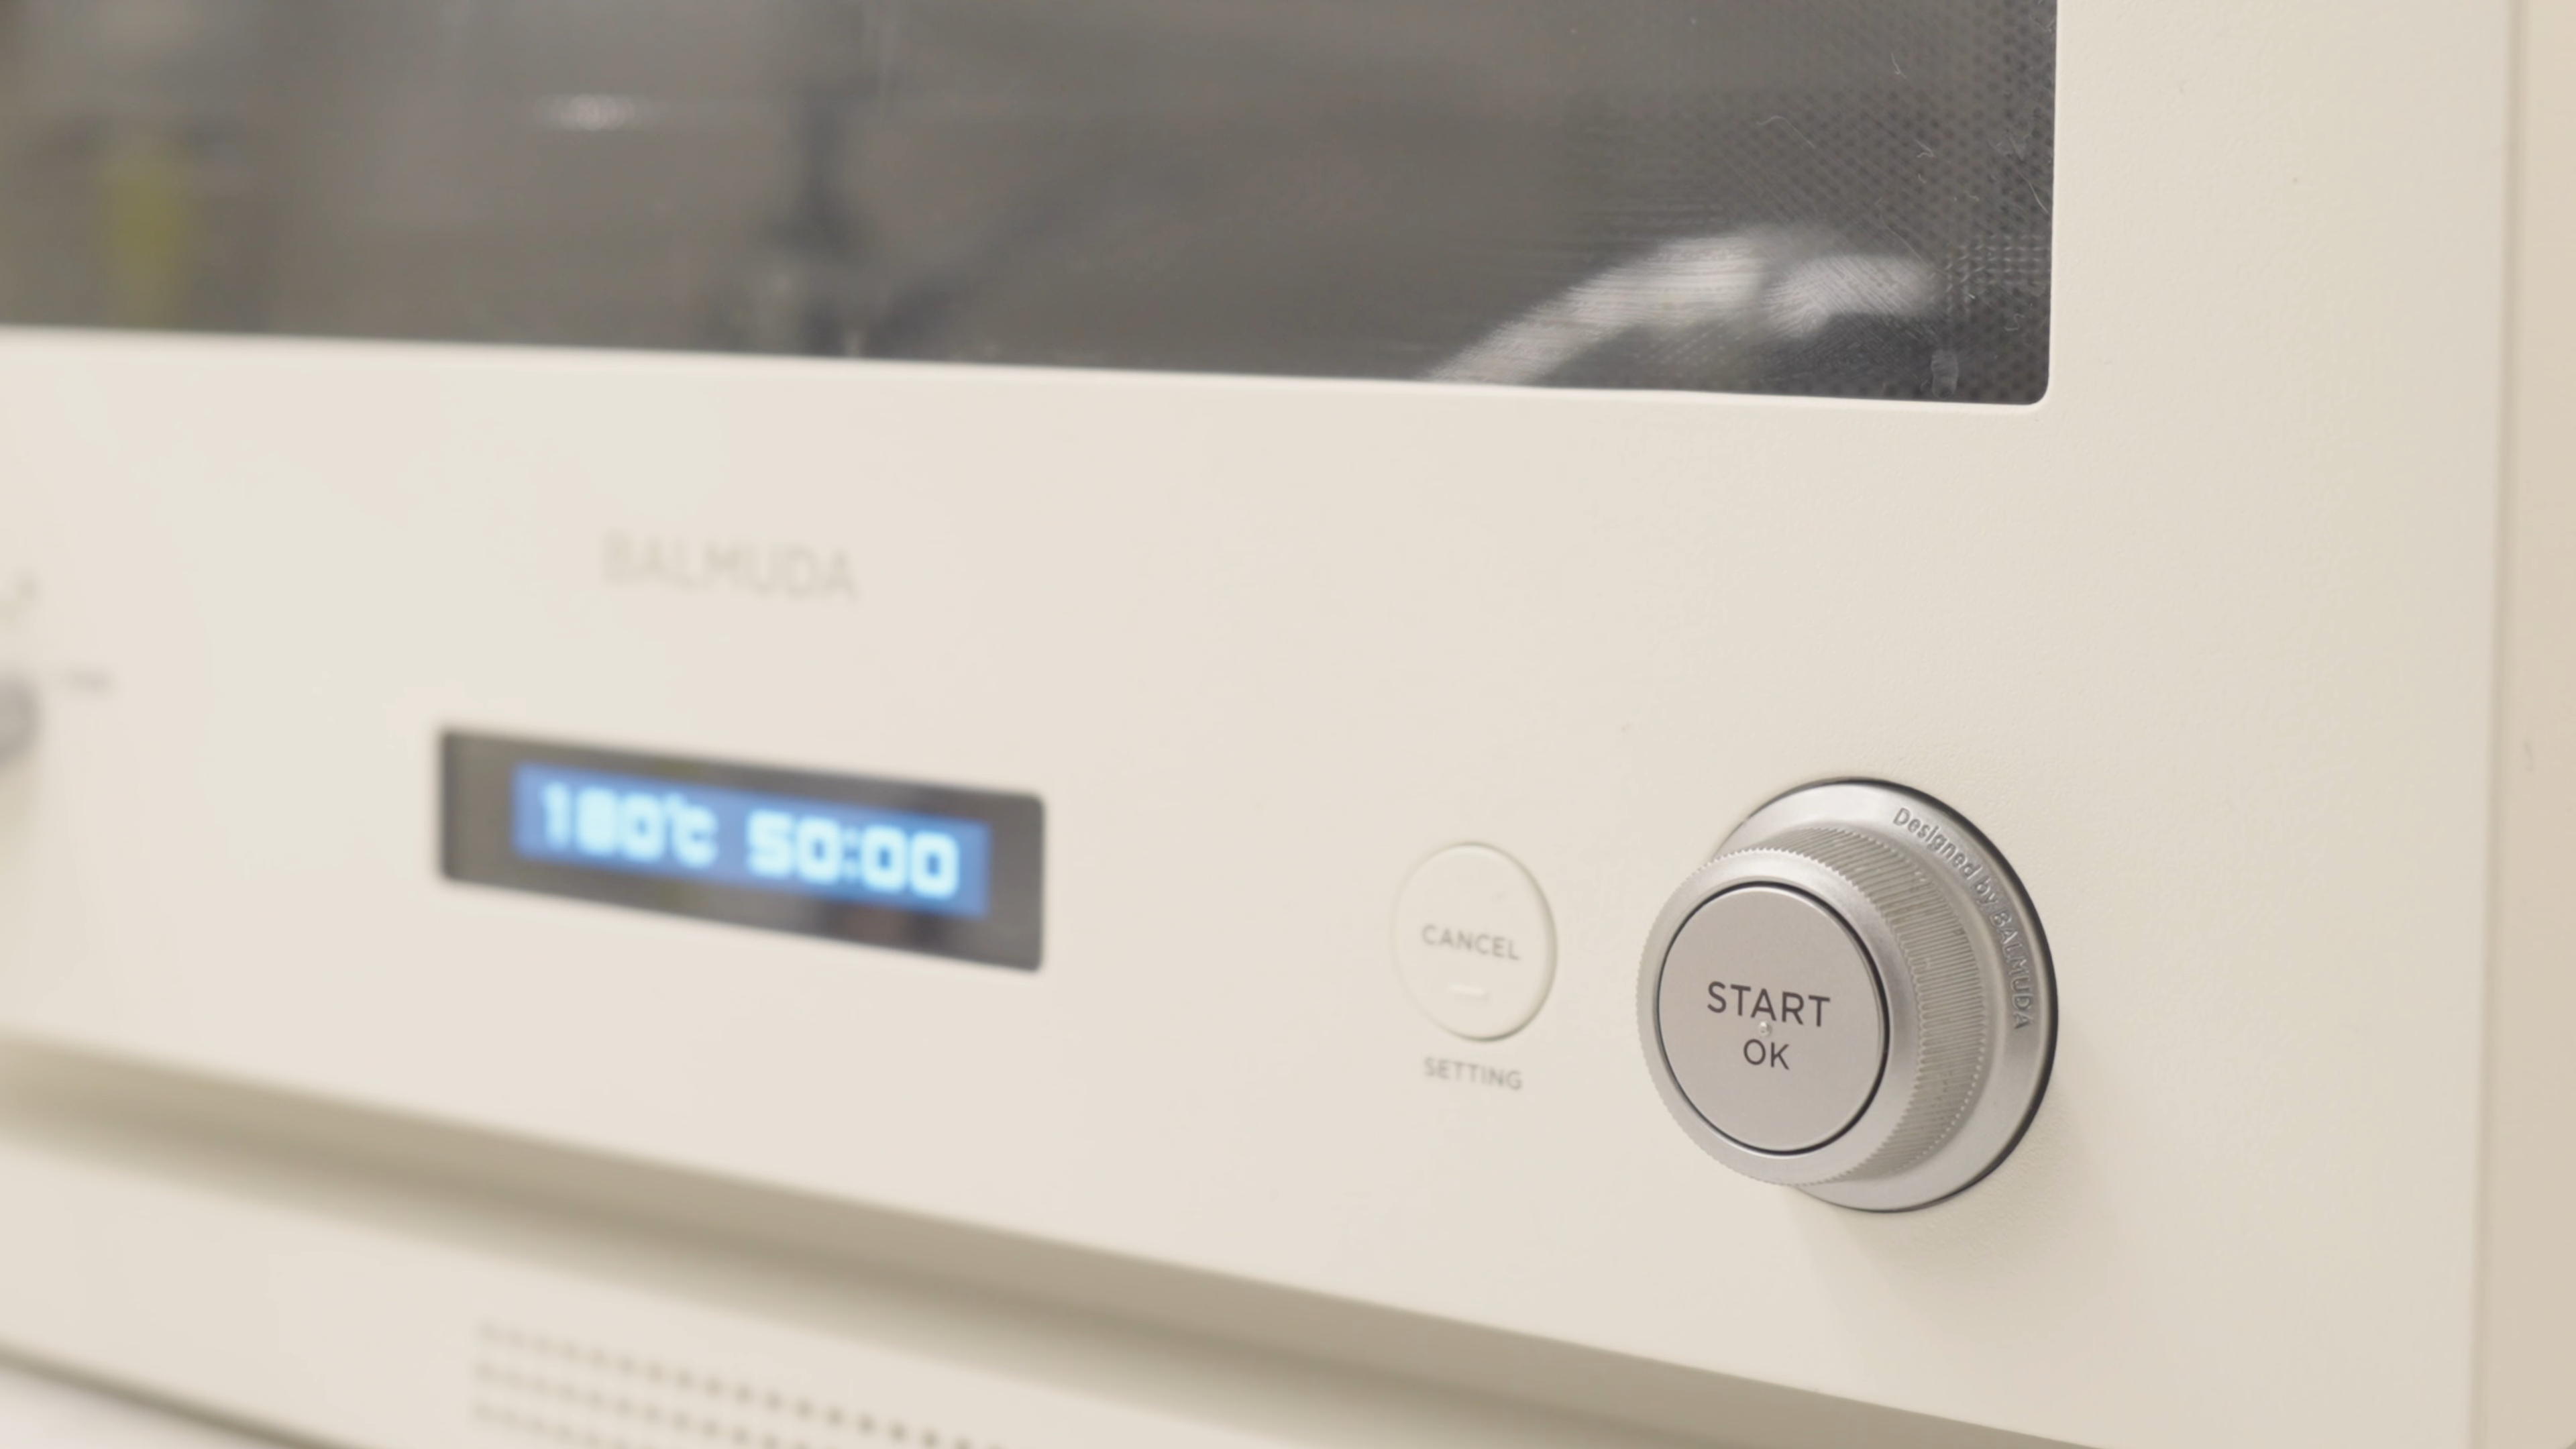 BALMUDA
180℃ 50:00
CANCEL
SETTING
START
OK
Designed by BALMUDA